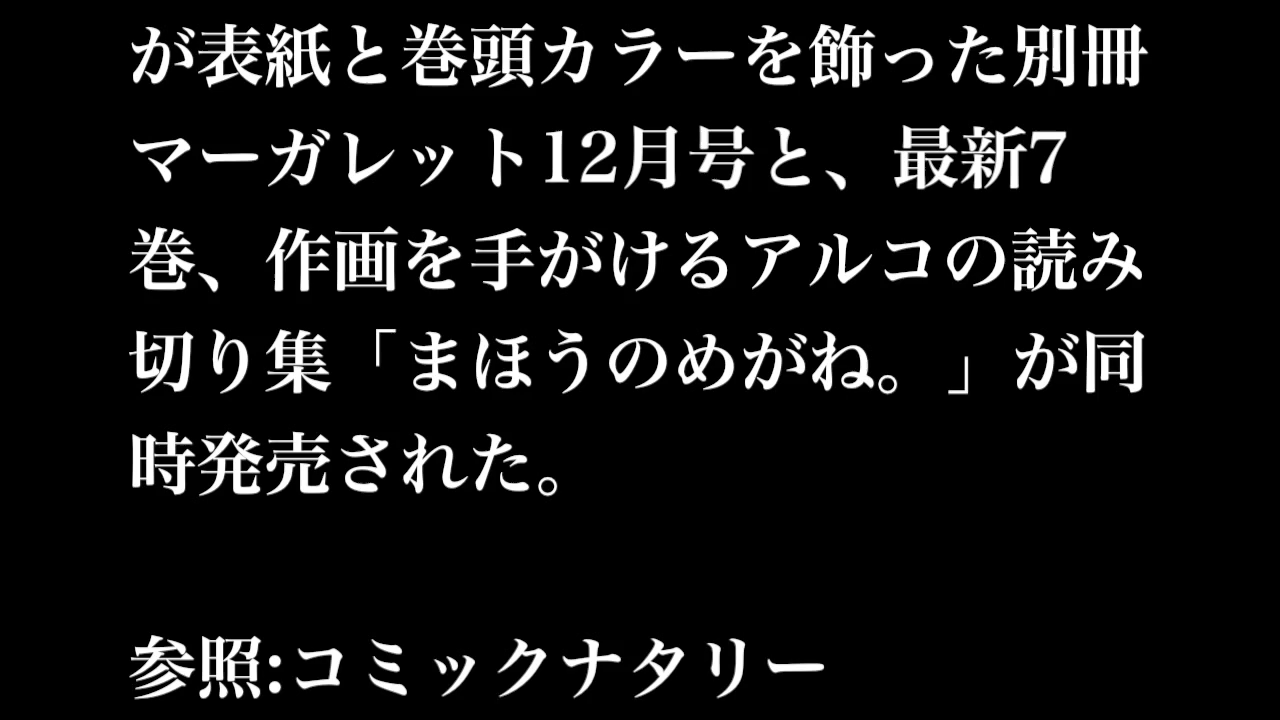 が表紙と巻頭カラーを飾った別冊
マーガレット12月号と、最新7
巻、作画を手がけるアルコの読み
切り集「まほうのめがね。」が同
時発売された。
参照:コミックナタリー